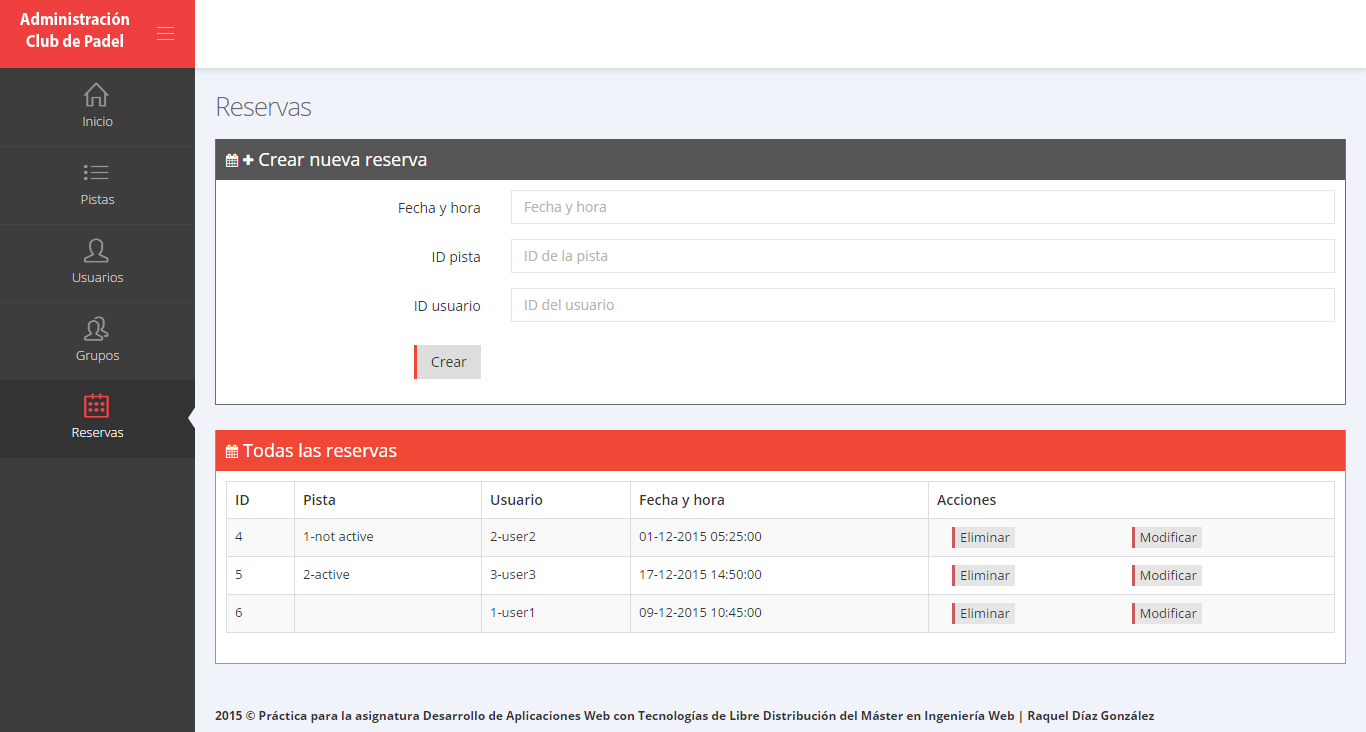 Administración
Club de Padel
Inicio
Pistas
Usuarios
Grupos
Reservas
Reservas
Crear nueva reserva
Fecha y hora Fecha y hora
ID pista ID de la pista
ID usuario ID del usuario
Crear
Todas las reservas
ID Pista Usuario Fecha y hora Acciones
4 1-not active 2-user2 01-12-2015 05:25:00 Eliminar Modificar
5 2-active 3-user3 17-12-2015 14:50:00 Eliminar Modificar
6 1-user1 09-12-2015 10:45:00 Eliminar Modificar
2015 © Práctica para la asignatura Desarrollo de Aplicaciones Web con Tecnologías de Libre Distribución del Máster en Ingeniería Web | Raquel Díaz González